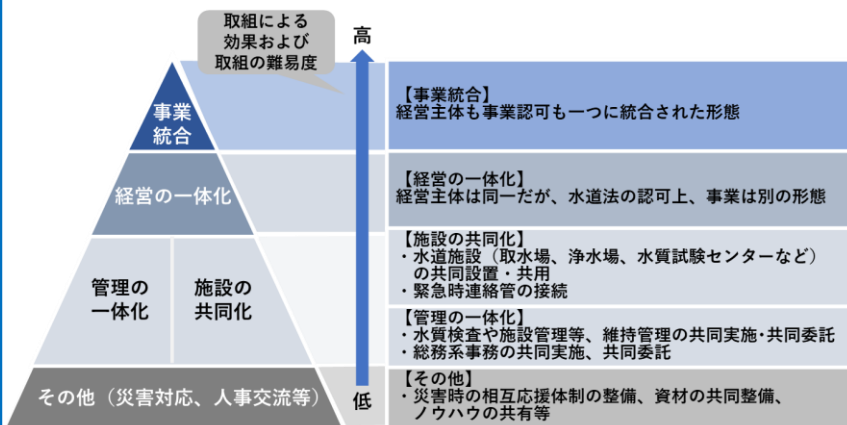 取組による
効果および
取組の難易度
高
事業
統合
経営の一体化
管理の
一体化
施設の
共同化
その他（災害対応、人事交流等）
低
【事業統合】
経営主体も事業認可も一つに統合された形態
【経営の一体化】
経営主体は同一だが、水道法の認可上、事業は別の形態
【施設の共同化】
・水道施設（取水場、浄水場、水質試験センターなど）
の共同設置・共用
・緊急時連絡管の接続
【管理の一体化】
・水質検査や施設管理等、維持管理の共同実施･共同委託
・総務系事務の共同実施、共同委託
【その他】
・災害時の相互応援体制の整備、資材の共同整備、
ノウハウの共有等